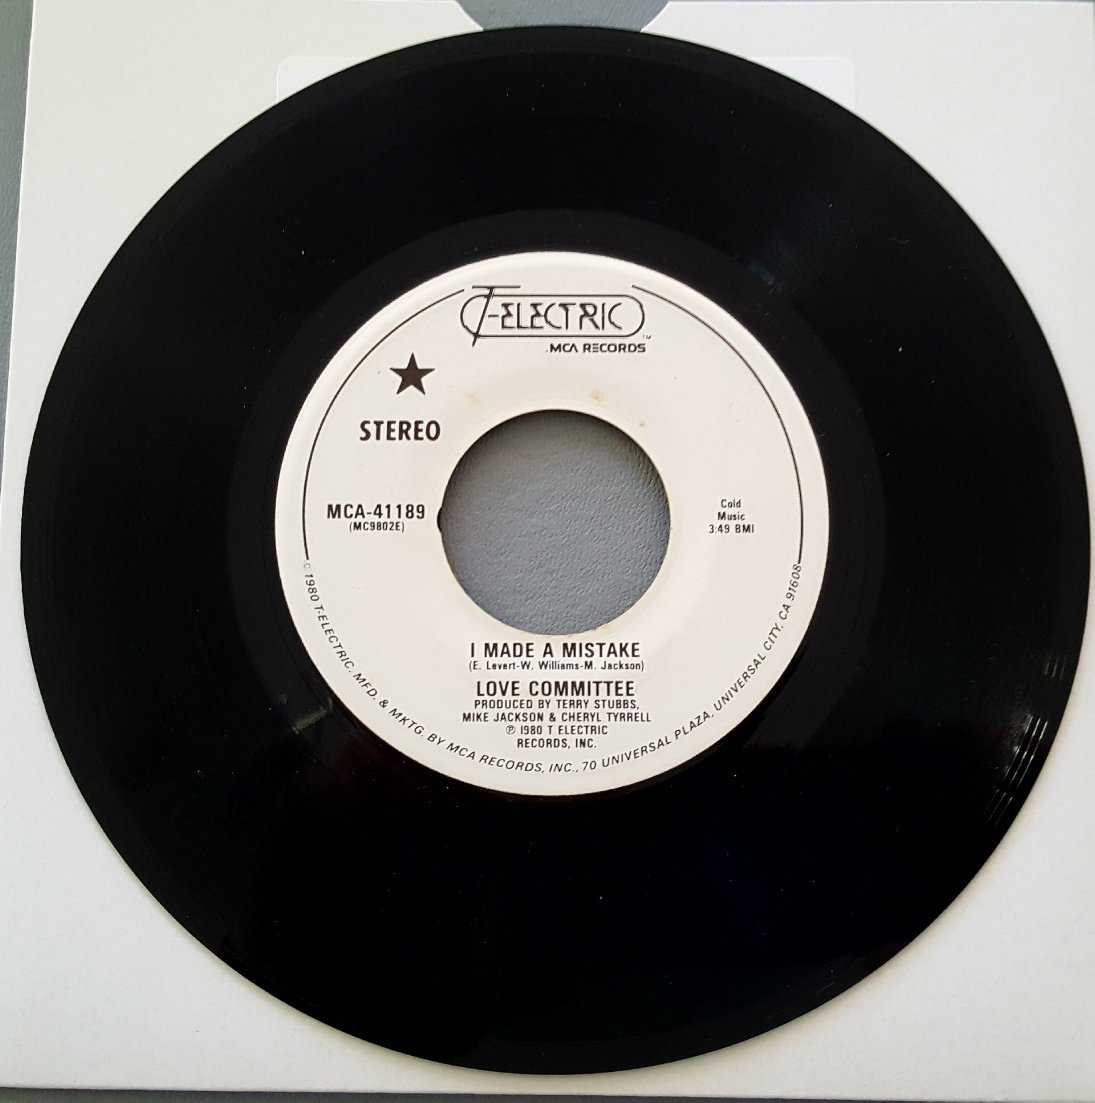 T-ELECTRIC™
MCA RECORDS
★
STEREO
MCA-41189
(MC9802E)
Cold
Music
3:49 BMI
I MADE A MISTAKE
(E. Levert-W. Williams-M. Jackson)
LOVE COMMITTEE
PRODUCED BY TERRY STUBBS,
MIKE JACKSON & CHERYL TYRRELL
℗ 1980 T ELECTRIC
RECORDS, INC.
© 1980 T-ELECTRIC. MFD. & MKTG. BY MCA RECORDS, INC., 70 UNIVERSAL PLAZA, UNIVERSAL CITY, CA 91608